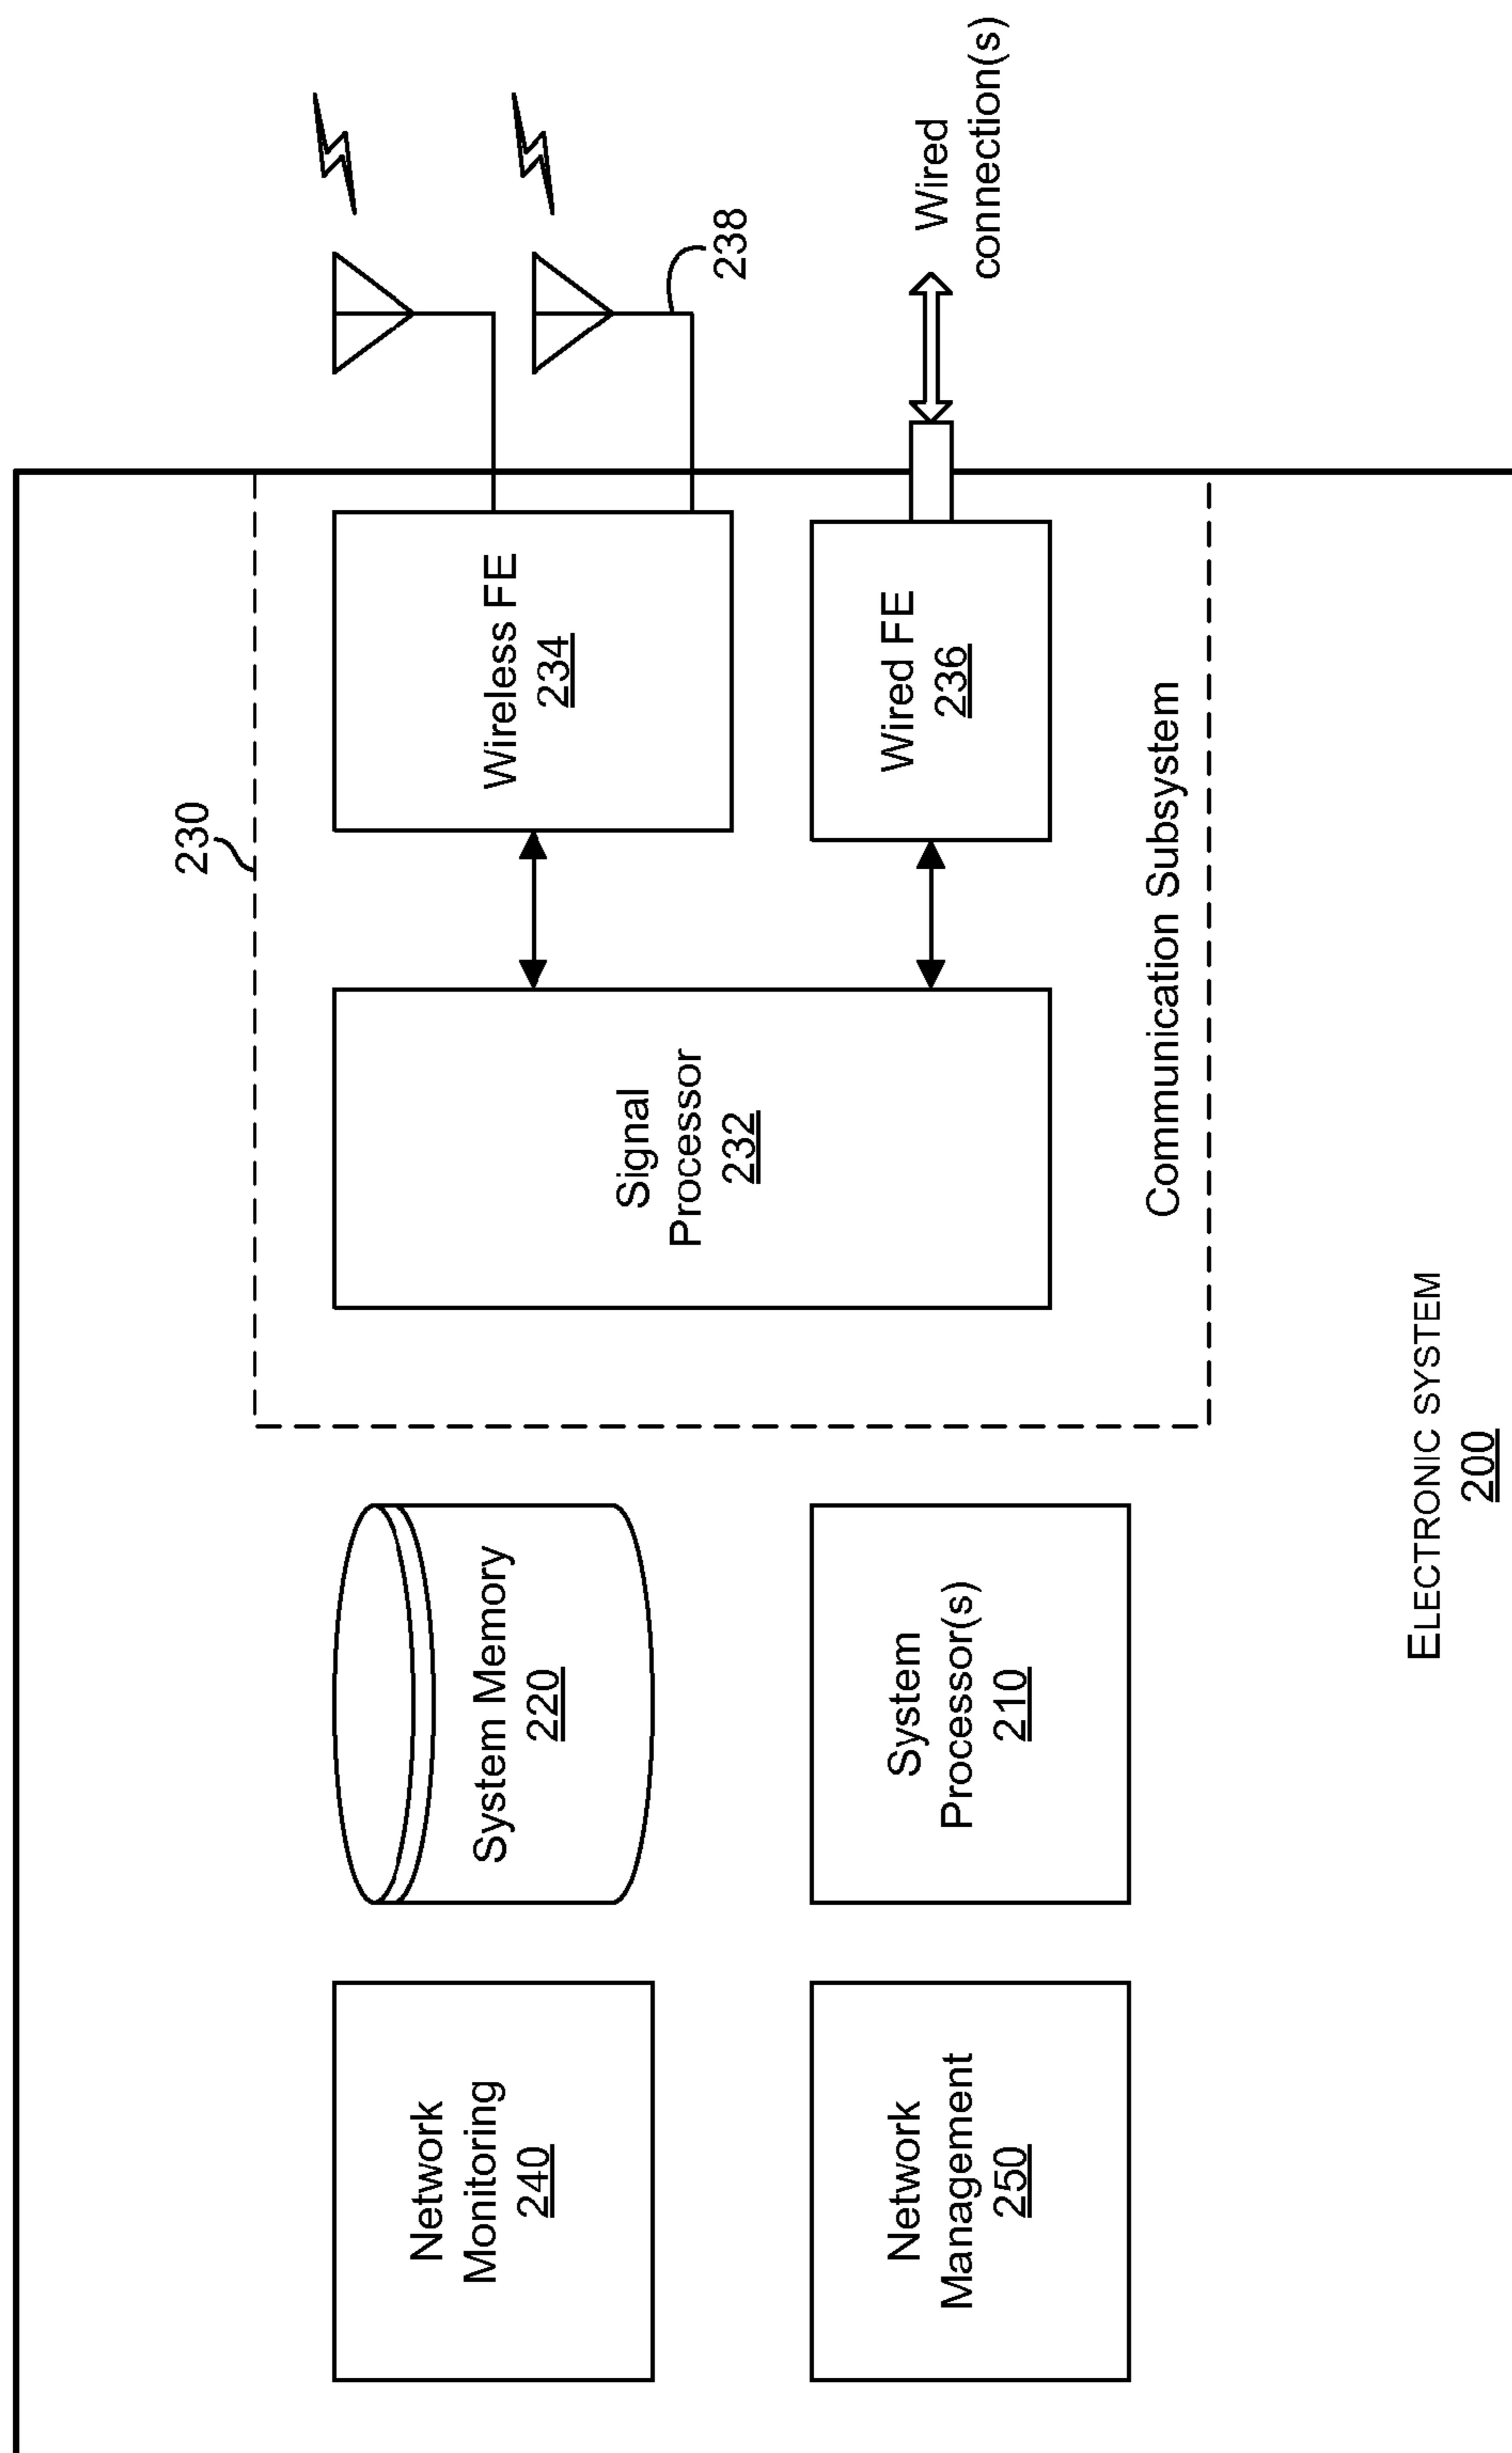 Network
Monitoring
240
System Memory
220
230
Signal
Processor
232
Wireless FE
234
238
Network
Management
250
System
Processor(s)
210
Wired FE
236
Wired
connection(s)
Communication Subsystem
ELECTRONIC SYSTEM
200